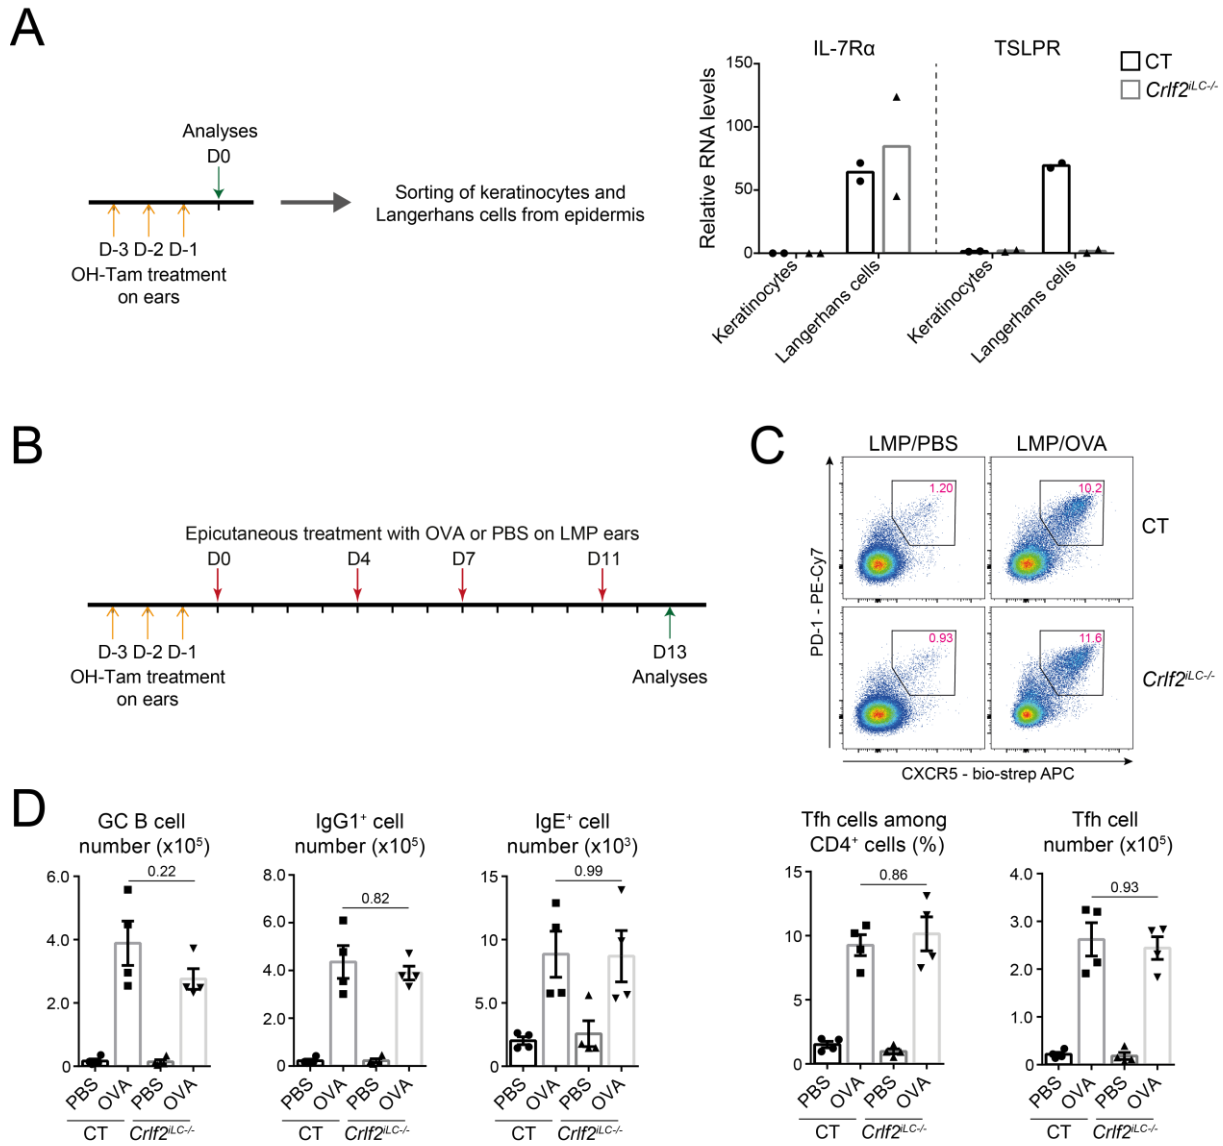 A
Analyses
D0
D-3 D-2 D-1
OH-Tam treatment
on ears
Sorting of keratinocytes and
Langerhans cells from epidermis
IL-7Rα
TSLPR
CT
Crlf2iLC-/-
Relative RNA levels
150
100
50
0
Keratinocytes
Langerhans cells
Keratinocytes
Langerhans cells
B
Epicutaneous treatment with OVA or PBS on LMP ears
D0 D4 D7 D11
D-3 D-2 D-1
OH-Tam treatment
on ears
D13
Analyses
C
LMP/PBS LMP/OVA
1.20
10.2
CT
0.93
11.6
Crlf2iLC-/-
PD-1 - PE-Cy7
CXCR5 - bio-strep APC
D
GC B cell
number (x10⁵)
0.22
6.0
4.0
2.0
0
PBS OVA PBS OVA
CT Crlf2iLC-/-
IgG1⁺ cell
number (x10⁵)
0.82
8.0
6.0
4.0
2.0
0
PBS OVA PBS OVA
CT Crlf2iLC-/-
IgE⁺ cell
number (x10³)
0.99
15
10
5.0
0
PBS OVA PBS OVA
CT Crlf2iLC-/-
Tfh cells among
CD4⁺ cells (%)
0.86
15
10
5
0
PBS OVA PBS OVA
CT Crlf2iLC-/-
Tfh cell
number (x10⁵)
0.93
4.0
3.0
2.0
1.0
0
PBS OVA PBS OVA
CT Crlf2iLC-/-